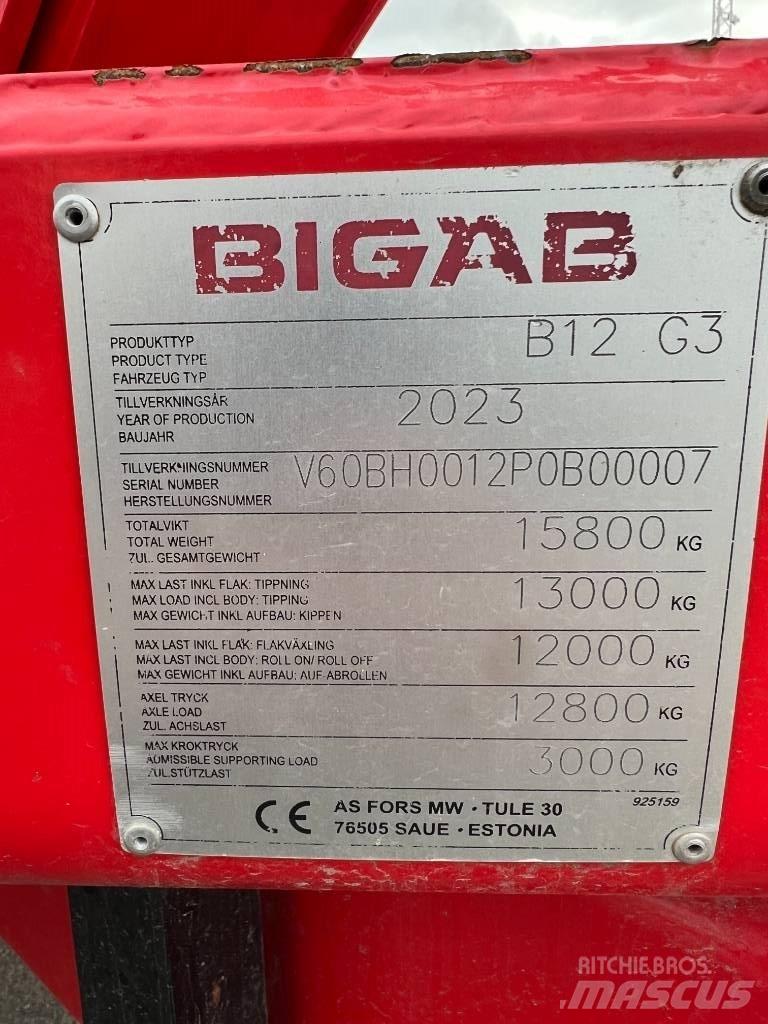 BIGAB
PRODUKTTYP
PRODUCT TYPE
FAHRZEUG TYP
B12 G3
TILLVERKNINGSÅR
YEAR OF PRODUCTION
BAUJAHR
2023
TILLVERKNINGSNUMMER
SERIAL NUMBER
HERSTELLUNGSNUMMER
V60BH0012P0B00007
TOTALVIKT
TOTAL WEIGHT
ZUL. GESAMTGEWICHT
15800 KG
MAX LAST INKL FLAK: TIPPNING
MAX LOAD INCL BODY: TIPPING
MAX GEWICHT INKL AUFBAU: KIPPEN
13000 KG
MAX LAST INKL FLAK: FLAKVÄXLING
MAX LAST INCL BODY: ROLL ON/ ROLL OFF
MAX GEWICHT INKL AUFBAU: AUF-ABROLLEN
12000 KG
AXEL TRYCK
AXLE LOAD
ZUL. ACHSLAST
12800 KG
MAX KROKTRYCK
ADMISSIBLE SUPPORTING LOAD
ZUL.STÜTZLAST
3000 KG
CE AS FORS MW · TULE 30
76505 SAUE · ESTONIA
925159
RITCHIE BROS.
MASCUS